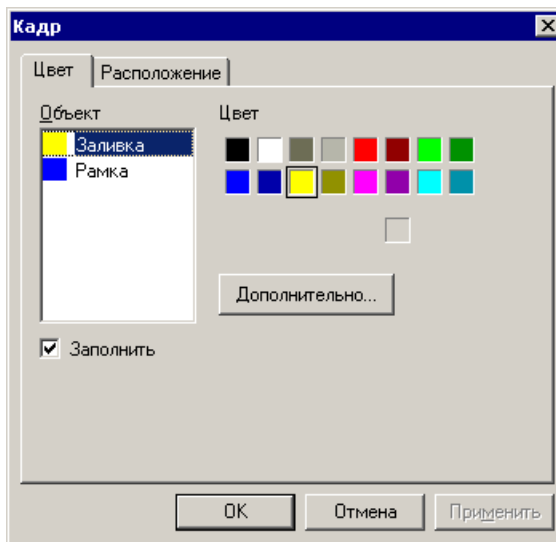 Кадр
Цвет Расположение
Объект Цвет
Заливка
Рамка
Дополнительно...
Заполнить
OK Отмена Применить